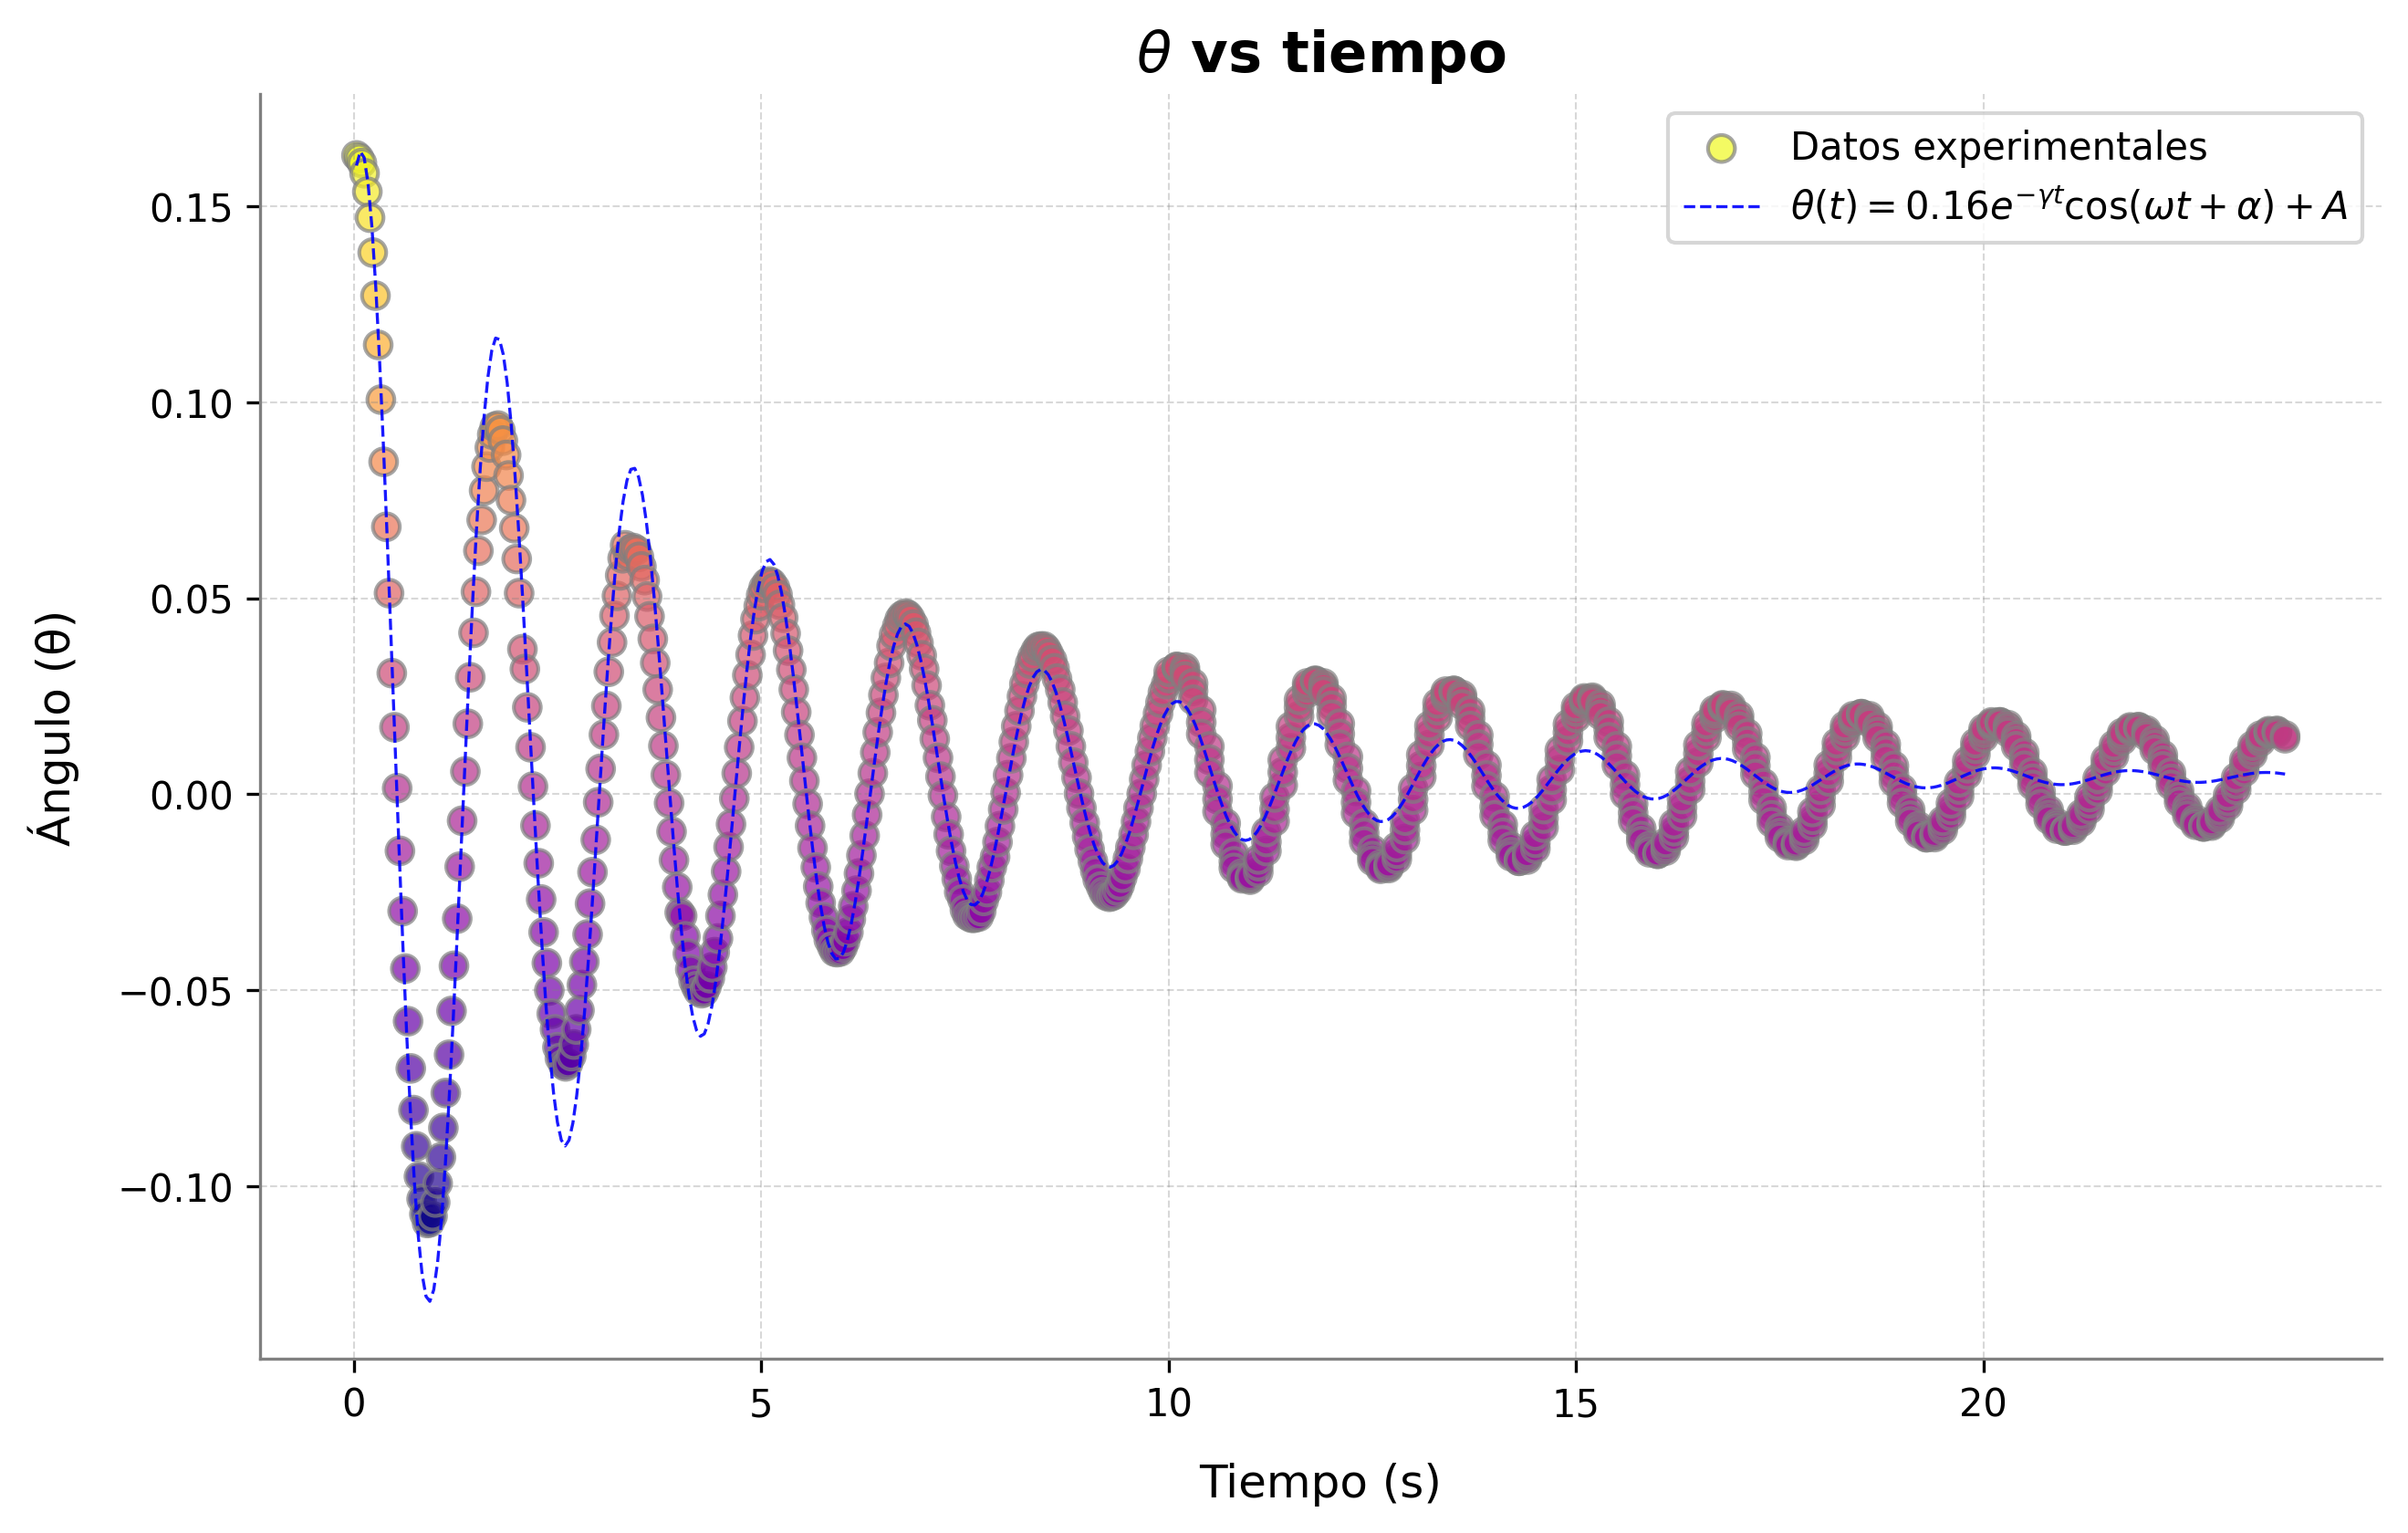 θ vs tiempo
Datos experimentales
θ(t) = 0.16e^{−γt}cos(ωt + α) + A
Ángulo (θ)
0.15
0.10
0.05
0.00
−0.05
−0.10
0
5
10
15
20
Tiempo (s)